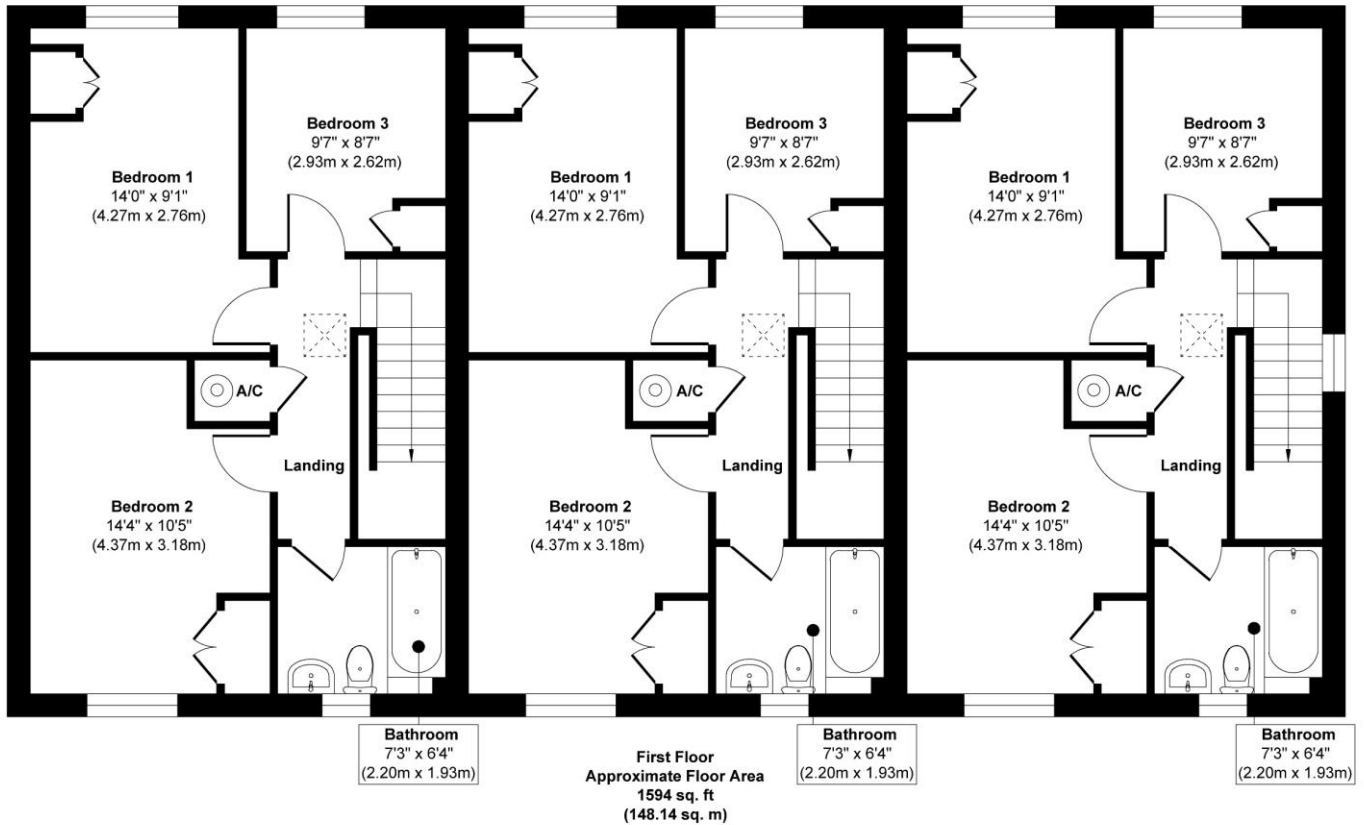 Bedroom 3
9'7" x 8'7"
(2.93m x 2.62m)
Bedroom 1
14'0" x 9'1"
(4.27m x 2.76m)
A/C
Landing
Bedroom 2
14'4" x 10'5"
(4.37m x 3.18m)
Bathroom
7'3" x 6'4"
(2.20m x 1.93m)
Bedroom 3
9'7" x 8'7"
(2.93m x 2.62m)
Bedroom 1
14'0" x 9'1"
(4.27m x 2.76m)
A/C
Landing
Bedroom 2
14'4" x 10'5"
(4.37m x 3.18m)
Bathroom
7'3" x 6'4"
(2.20m x 1.93m)
Bedroom 3
9'7" x 8'7"
(2.93m x 2.62m)
Bedroom 1
14'0" x 9'1"
(4.27m x 2.76m)
A/C
Landing
Bedroom 2
14'4" x 10'5"
(4.37m x 3.18m)
Bathroom
7'3" x 6'4"
(2.20m x 1.93m)
First Floor
Approximate Floor Area
1594 sq. ft
(148.14 sq. m)